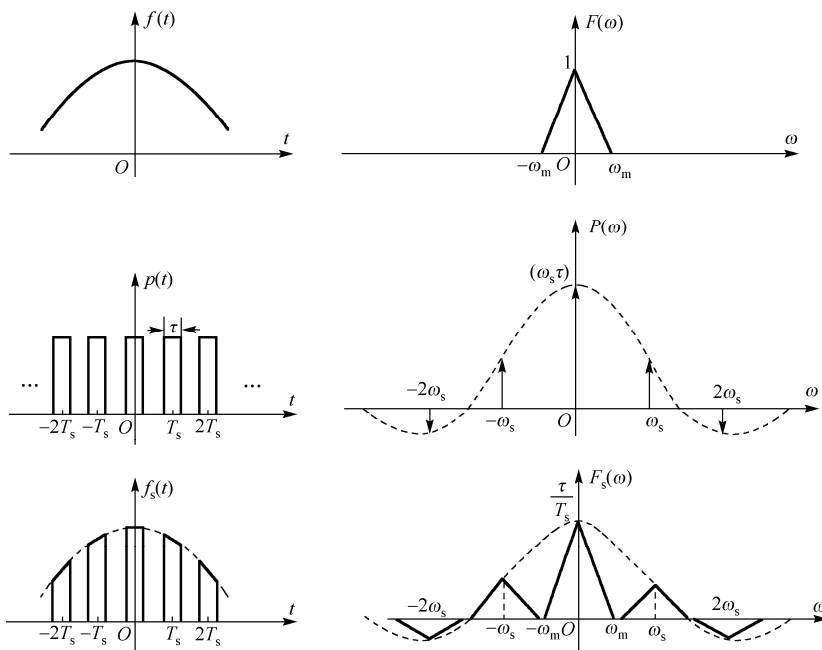 f(t)
t
O
F(ω)
1
ω
−ω_m O ω_m
p(t)
τ
... ...
t
−2T_s −T_s O T_s 2T_s
P(ω)
(ω_sτ)
−2ω_s 2ω_s ω
−ω_s O ω_s
f_s(t)
t
−2T_s −T_s O T_s 2T_s
τ/T_s F_s(ω)
−2ω_s 2ω_s ω
−ω_s −ω_m O ω_m ω_s